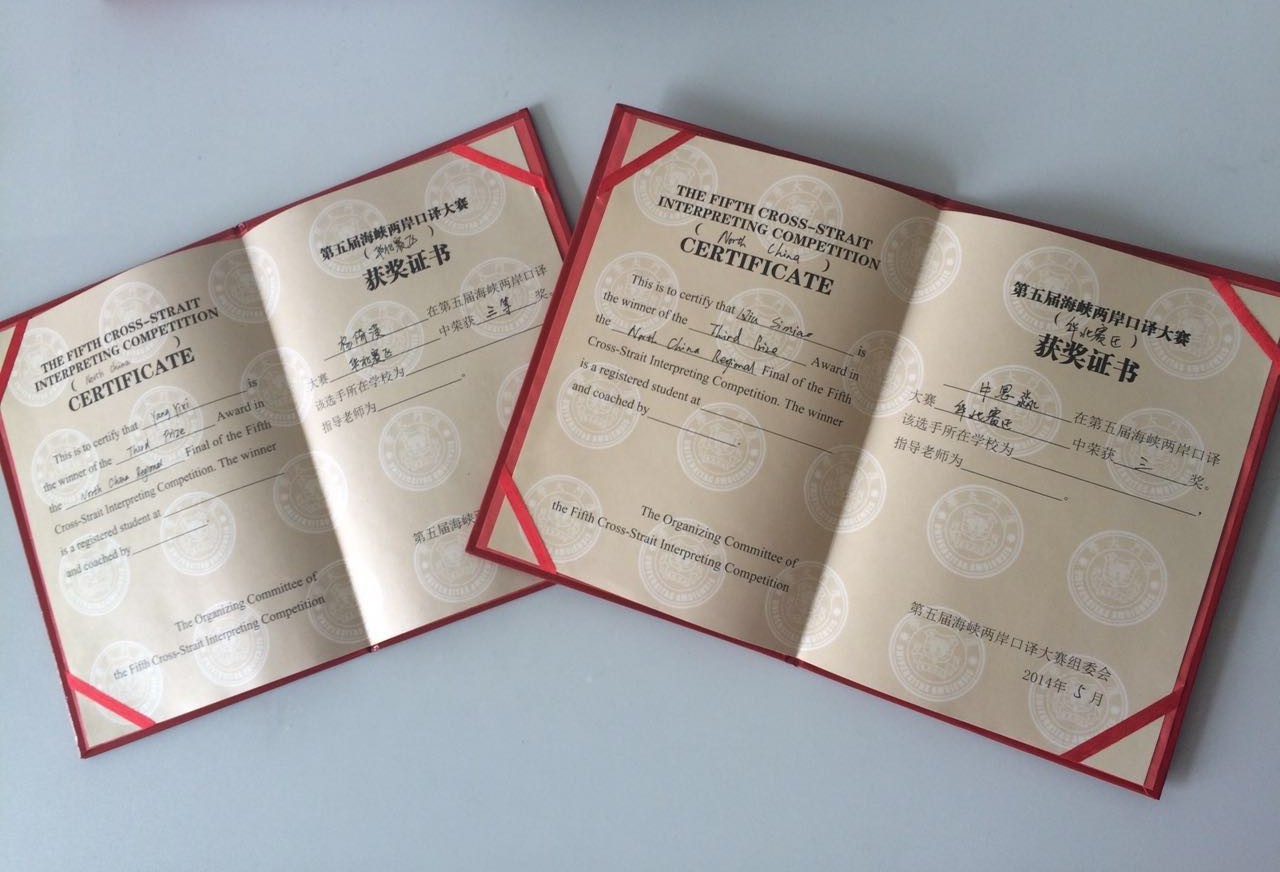 THE FIFTH CROSS-STRAIT
INTERPRETING COMPETITION
( North China )
CERTIFICATE
This is to certify that Yang Yixi is
the winner of the Third Prize Award in
the North China Regional Final of the Fifth
Cross-Strait Interpreting Competition. The winner
is a registered student at
and coached by .
The Organizing Committee of
the Fifth Cross-Strait Interpreting Competition
第五届海峡两岸口译大赛
(华北赛区)
获奖证书
在第五届海峡两岸口译
大赛 华北赛区 中荣获 三等 奖。
该选手所在学校为
指导老师为 。
第五届海峡
THE FIFTH CROSS-STRAIT
INTERPRETING COMPETITION
( North China )
CERTIFICATE
This is to certify that Simiao is
the winner of the Third Prize Award in
the North China Regional Final of the Fifth
Cross-Strait Interpreting Competition. The winner
is a registered student at
and coached by .
The Organizing Committee of
the Fifth Cross-Strait Interpreting Competition
第五届海峡两岸口译大赛
(华北赛区)
获奖证书
在第五届海峡两岸口译
大赛 华北赛区 中荣获 三 奖。
该选手所在学校为 ,
指导老师为 。
第五届海峡两岸口译大赛组委会
2014年 5 月